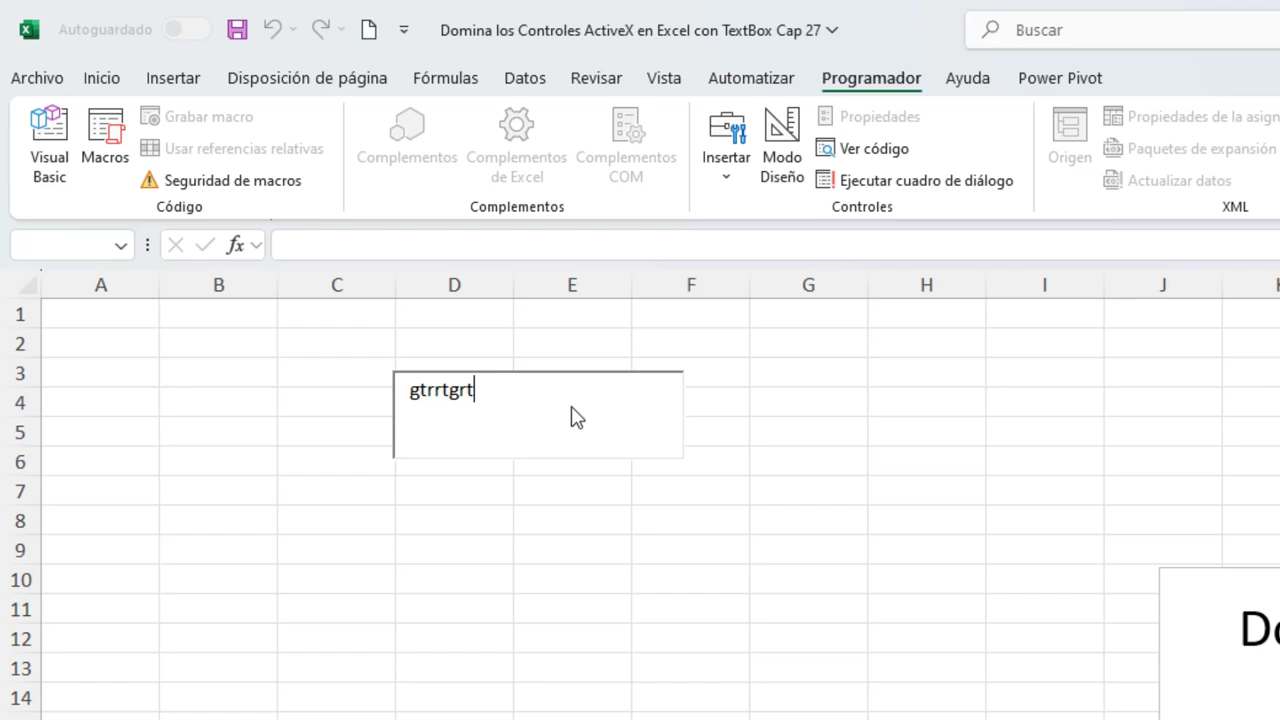 Autoguardado
Domina los Controles ActiveX en Excel con TextBox Cap 27
Buscar
Archivo Inicio Insertar Disposición de página Fórmulas Datos Revisar Vista Automatizar Programador Ayuda Power Pivot
Visual Basic
Macros
Grabar macro
Usar referencias relativas
Seguridad de macros
Código
Complementos
Complementos de Excel
Complementos COM
Complementos
Insertar
Modo Diseño
Propiedades
Ver código
Ejecutar cuadro de diálogo
Controles
Origen
Propiedades de la asign
Paquetes de expansión
Actualizar datos
XML
fx
A B C D E F G H I J K
1
2
3
gtrrtgrt
4
5
6
7
8
9
10
11
Do
12
13
14